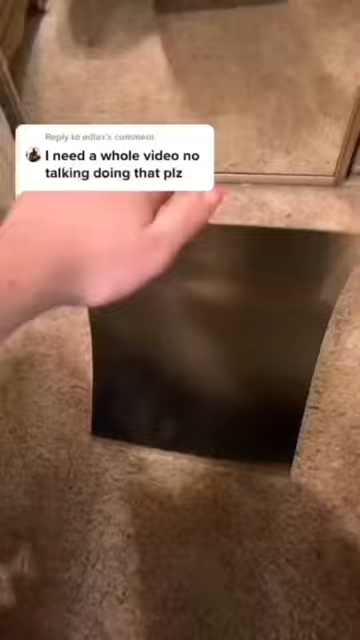 Reply to edlax's comment
I need a whole video no
talking doing that plz